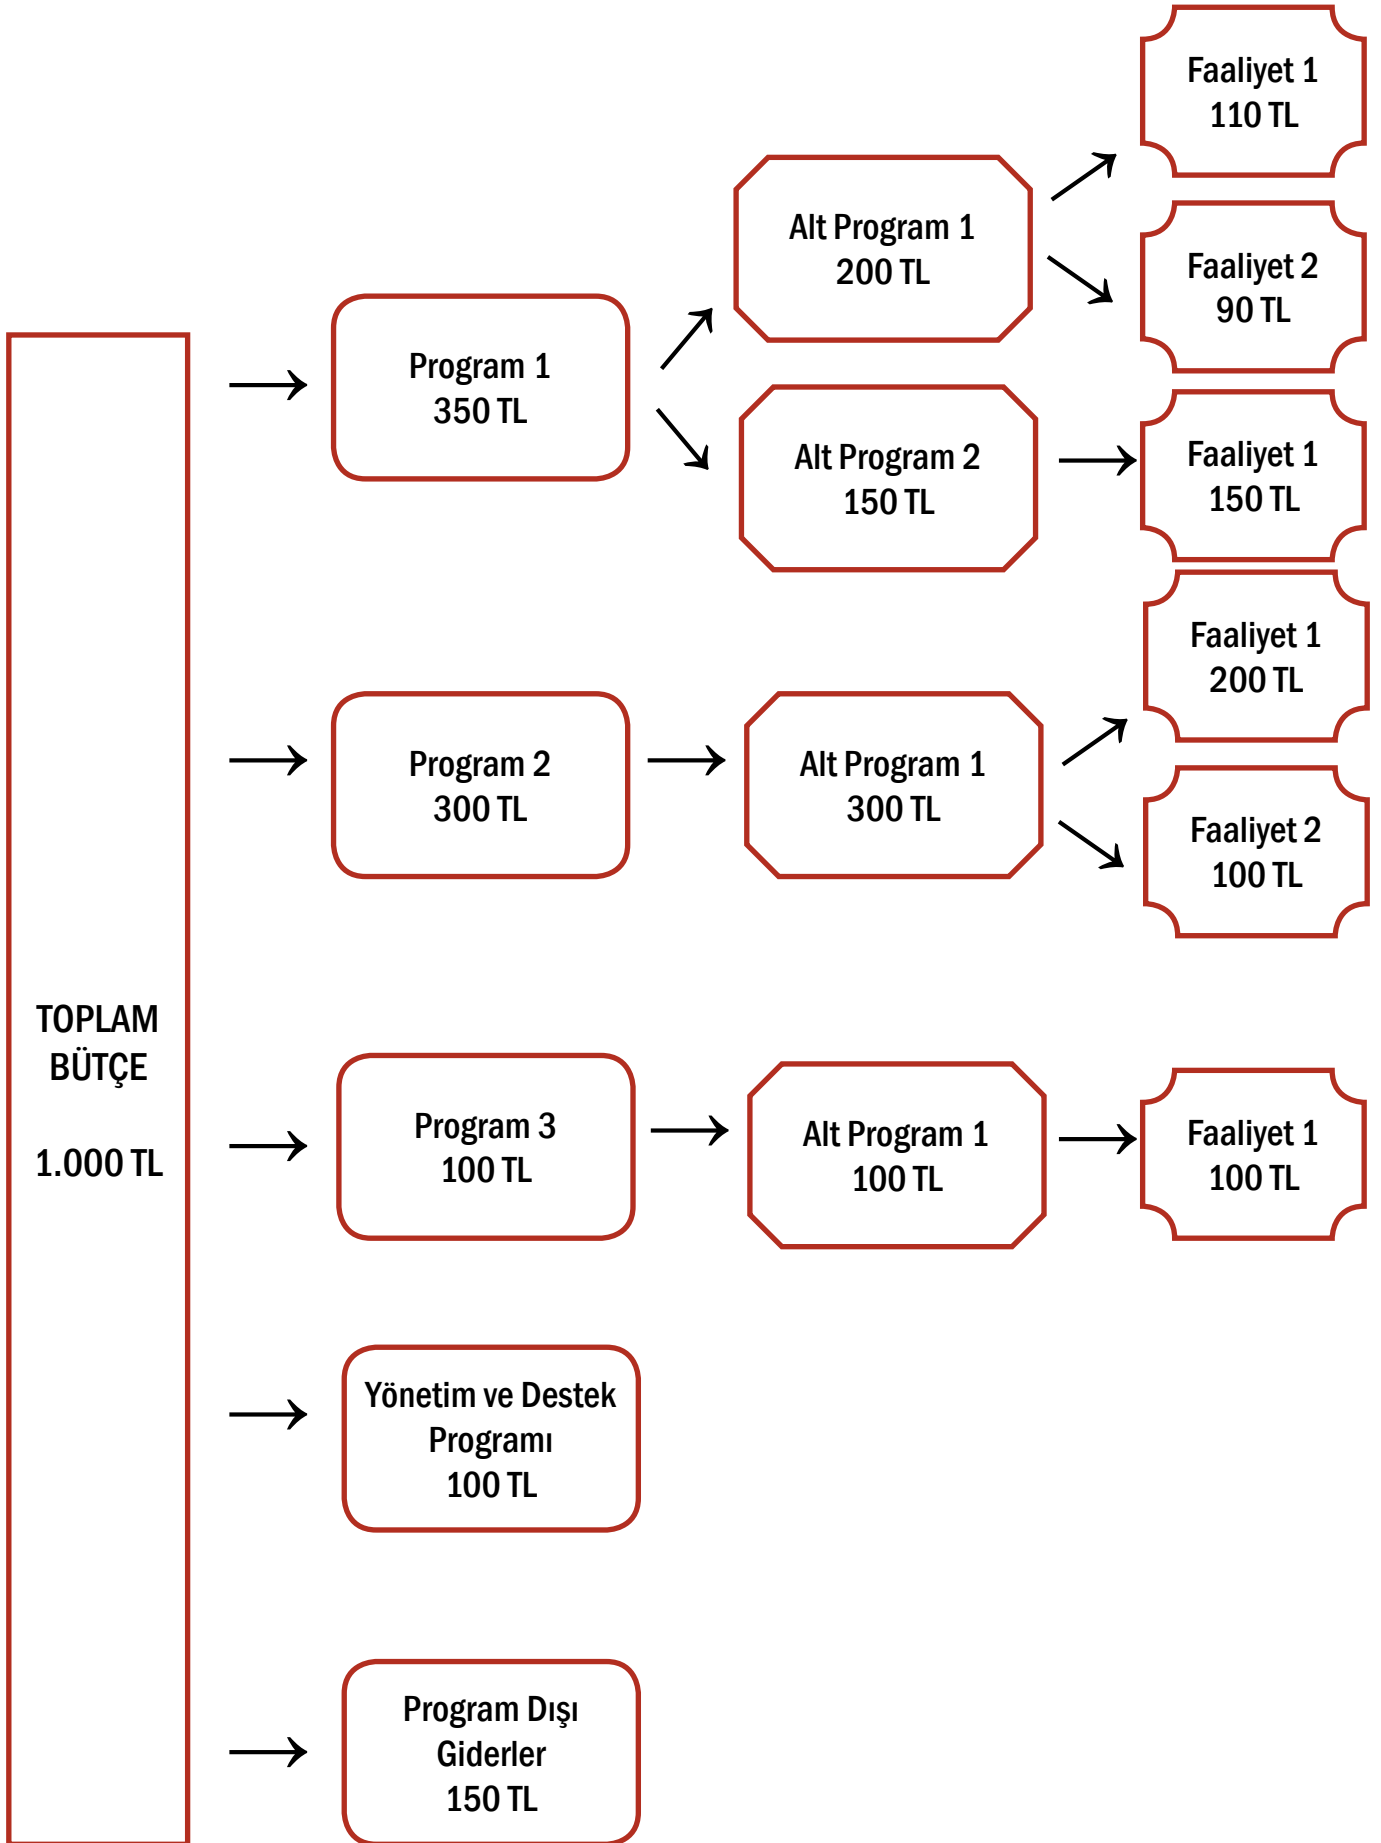 TOPLAM
BÜTÇE
1.000 TL
Program 1
350 TL
Alt Program 1
200 TL
Faaliyet 1
110 TL
Faaliyet 2
90 TL
Alt Program 2
150 TL
Faaliyet 1
150 TL
Program 2
300 TL
Alt Program 1
300 TL
Faaliyet 1
200 TL
Faaliyet 2
100 TL
Program 3
100 TL
Alt Program 1
100 TL
Faaliyet 1
100 TL
Yönetim ve Destek
Programı
100 TL
Program Dışı
Giderler
150 TL